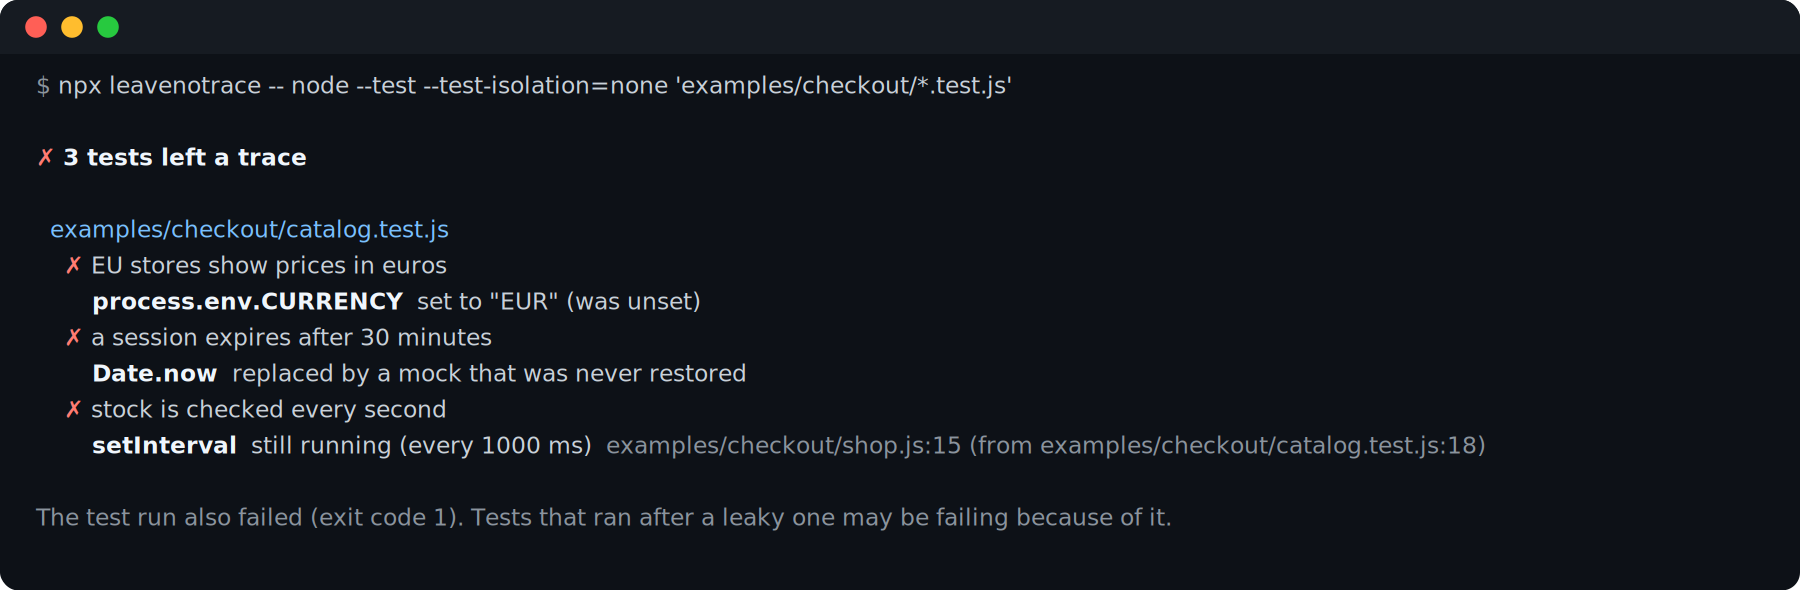 $ npx leavenotrace -- node --test --test-isolation=none 'examples/checkout/*.test.js'
✗ 3 tests left a trace
examples/checkout/catalog.test.js
✗ EU stores show prices in euros
process.env.CURRENCY set to "EUR" (was unset)
✗ a session expires after 30 minutes
Date.now replaced by a mock that was never restored
✗ stock is checked every second
setInterval still running (every 1000 ms) examples/checkout/shop.js:15 (from examples/checkout/catalog.test.js:18)
The test run also failed (exit code 1). Tests that ran after a leaky one may be failing because of it.